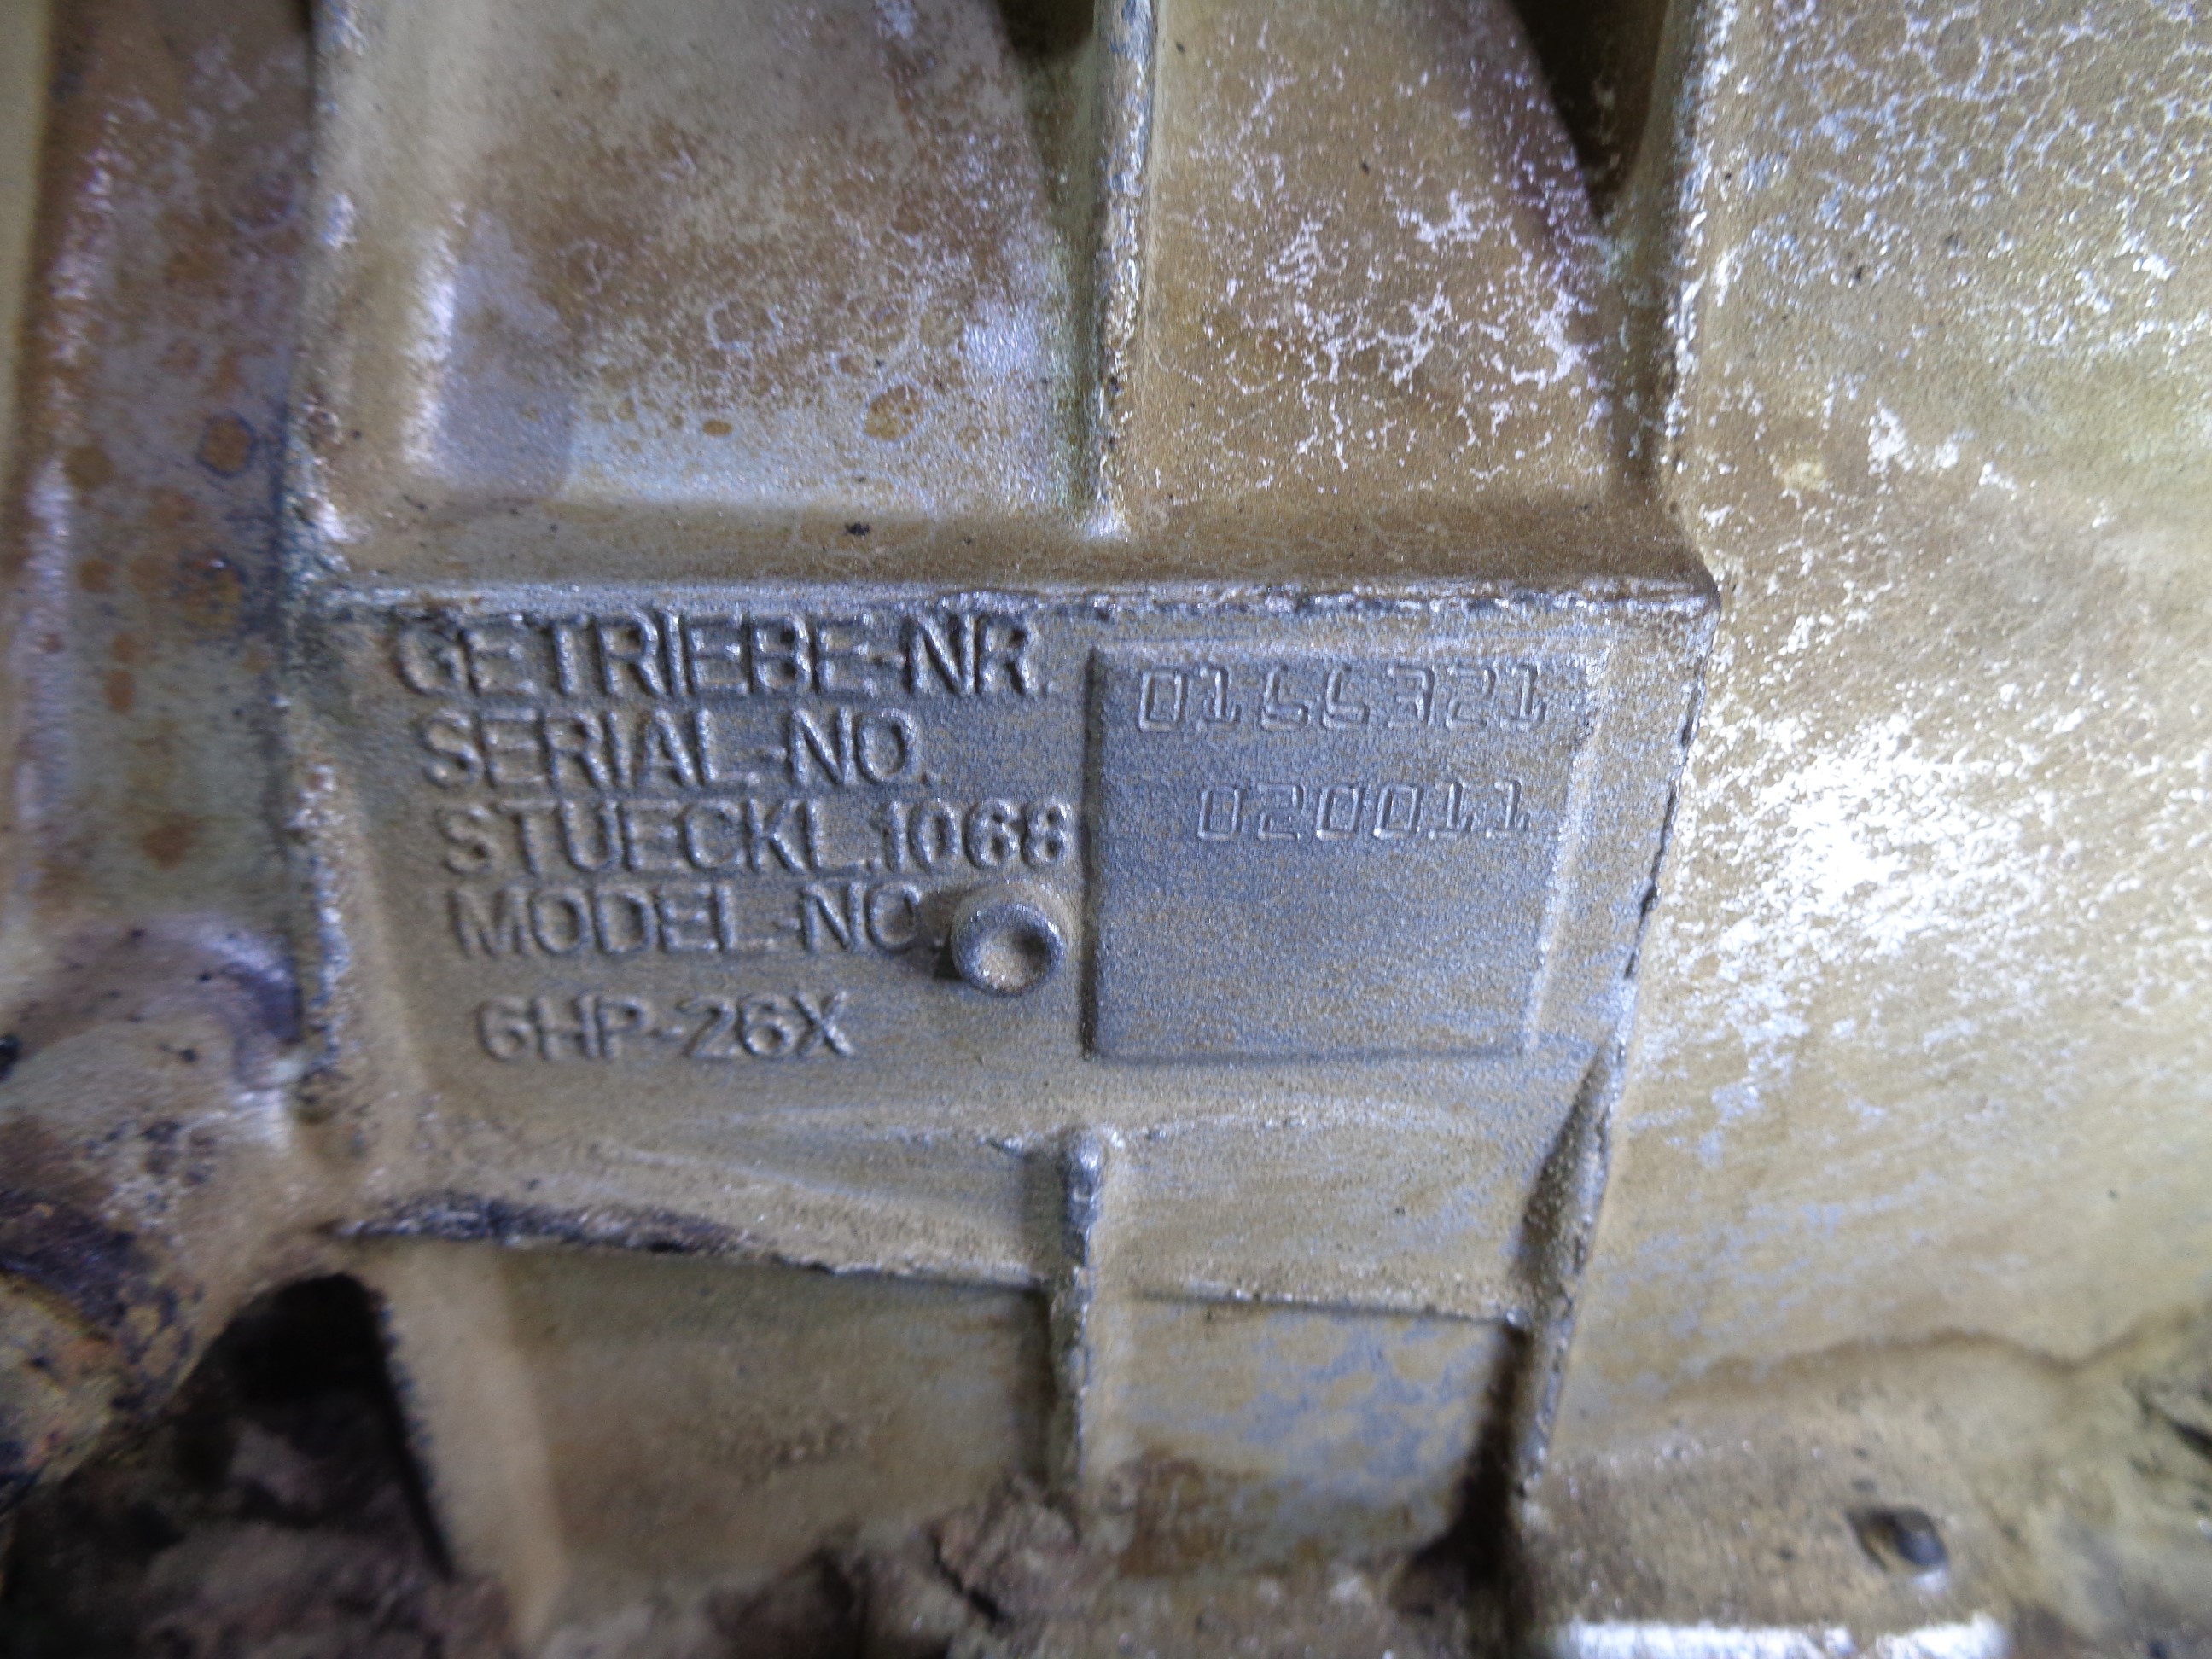 GETRIEBE-NR. 0166321
SERIAL-NO.
STUECKL.1068 020011
MODEL-NO.
6HP-26X